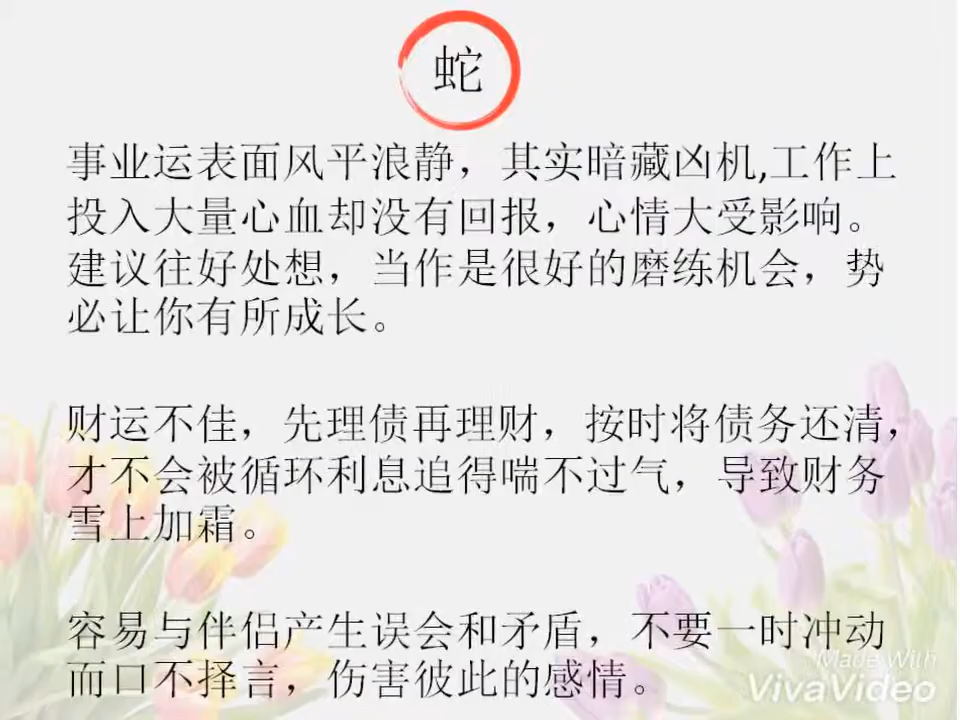 蛇
事业运表面风平浪静，其实暗藏凶机,工作上
投入大量心血却没有回报，心情大受影响。
建议往好处想，当作是很好的磨练机会，势
必让你有所成长。
财运不佳，先理债再理财，按时将债务还清，
才不会被循环利息追得喘不过气，导致财务
雪上加霜。
容易与伴侣产生误会和矛盾，不要一时冲动
而口不择言，伤害彼此的感情。
Made With
VivaVideo